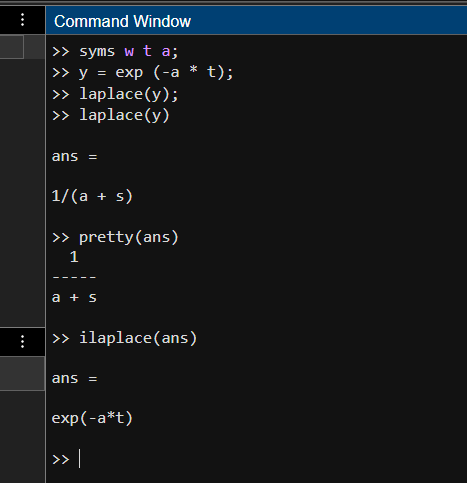 Command Window
>> syms w t a;
>> y = exp (-a * t);
>> laplace(y);
>> laplace(y)
ans =
1/(a + s)
>> pretty(ans)
1
-----
a + s
>> ilaplace(ans)
ans =
exp(-a*t)
>>